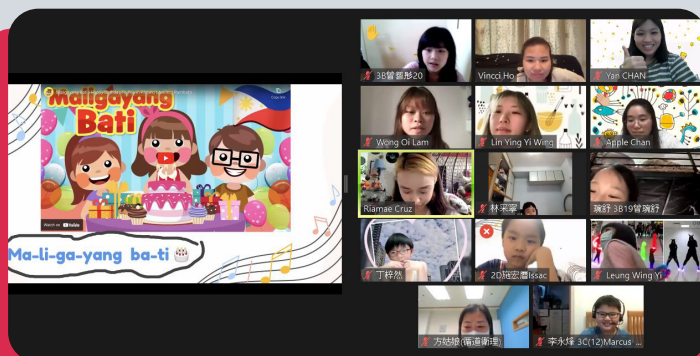 Maligayang
Bati
Watch on YouTube
Ma-li-ga-yang ba-ti
3B曾藝彤20
Vincci Ho
Yan CHAN
Wong Oi Lam
Lin Ying Yi Wing
Apple Chan
Riamae Cruz
林采寧
琬舒 3B19曾琬舒
丁梓然
2D施宏曆Issac
Leung Wing Yi
方姑娘(循道衛理)
李永烽 3C(12)Marcus ...